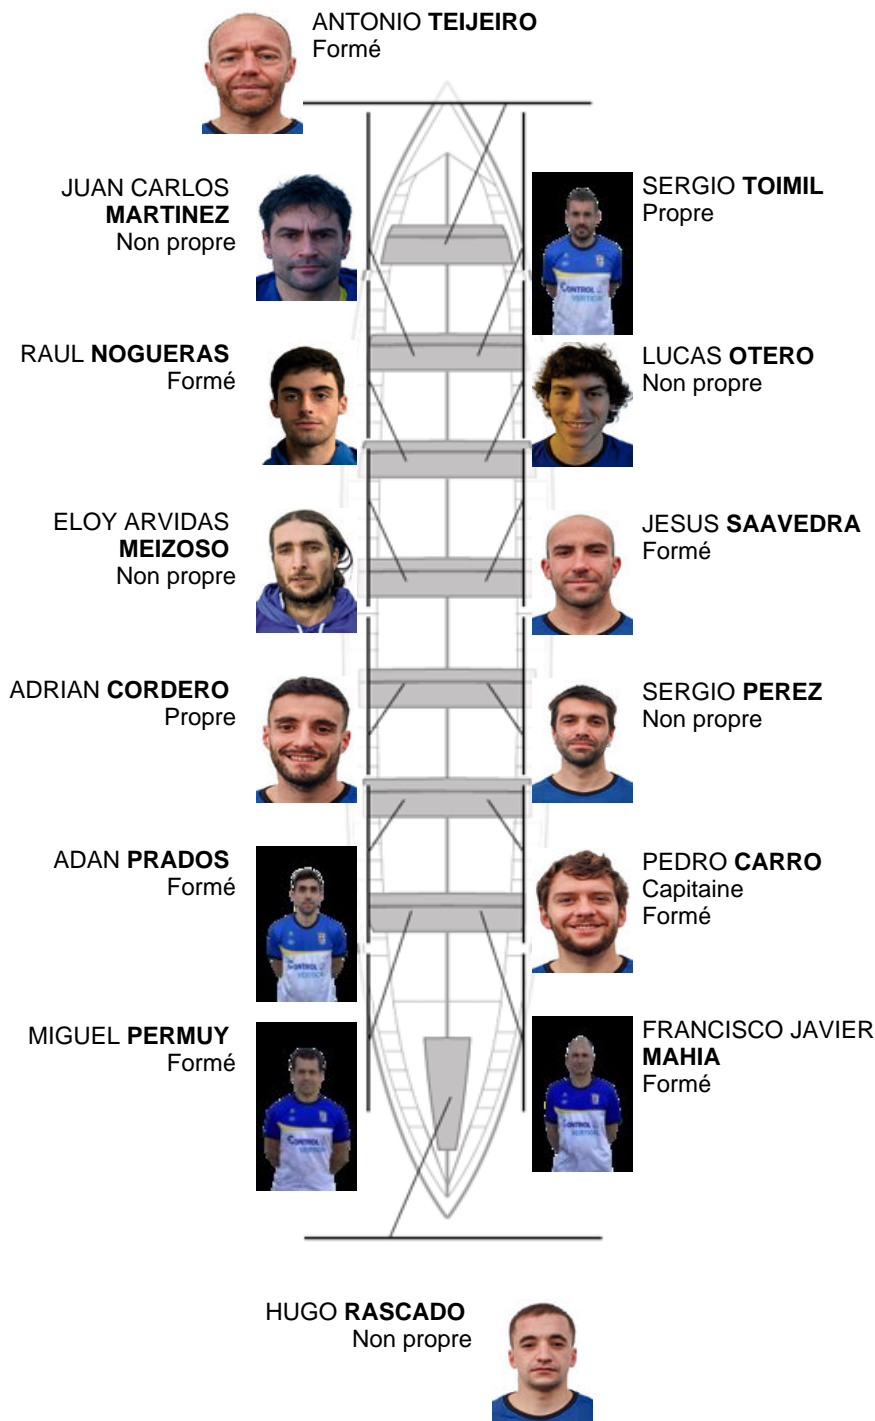 ANTONIO TEIJEIRO
Formé
JUAN CARLOS
MARTINEZ
Non propre
SERGIO TOIMIL
Propre
RAUL NOGUERAS
Formé
LUCAS OTERO
Non propre
ELOY ARVIDAS
MEIZOSO
Non propre
JESUS SAAVEDRA
Formé
ADRIAN CORDERO
Propre
SERGIO PEREZ
Non propre
ADAN PRADOS
Formé
PEDRO CARRO
Capitaine
Formé
MIGUEL PERMUY
Formé
FRANCISCO JAVIER
MAHIA
Formé
HUGO RASCADO
Non propre
CONTROL
VERTICAL